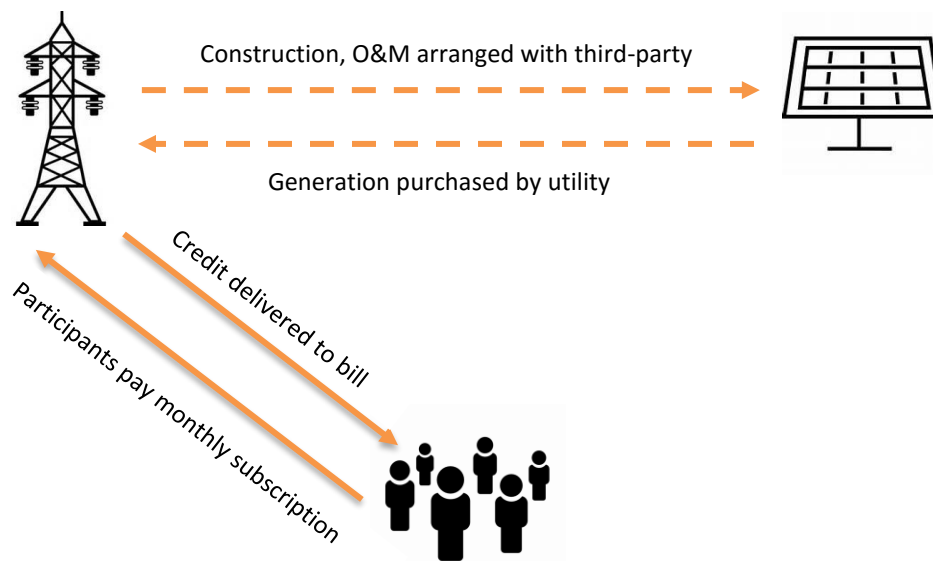 Construction, O&M arranged with third-party
Generation purchased by utility
Credit delivered to bill
Participants pay monthly subscription